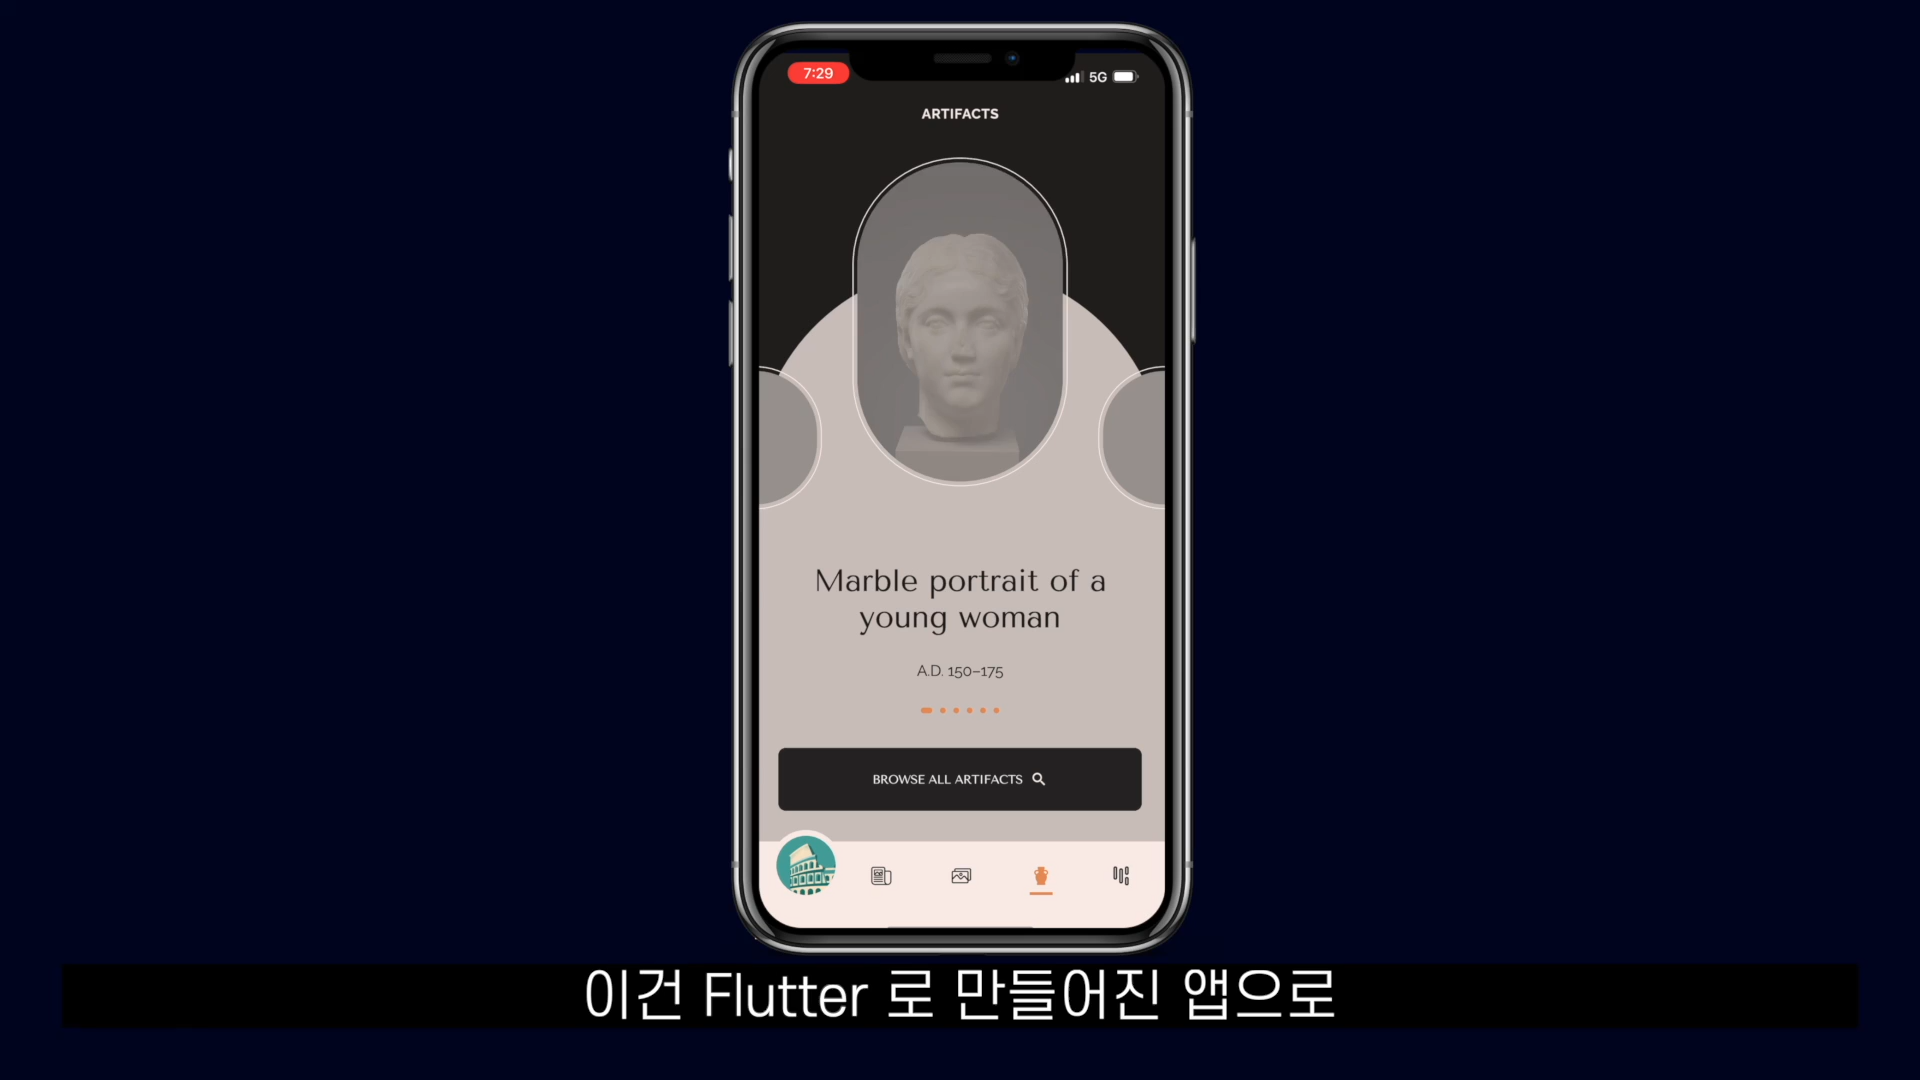 7:29
5G
ARTIFACTS
Marble portrait of a
young woman
A.D. 150–175
BROWSE ALL ARTIFACTS
이건 Flutter 로 만들어진 앱으로